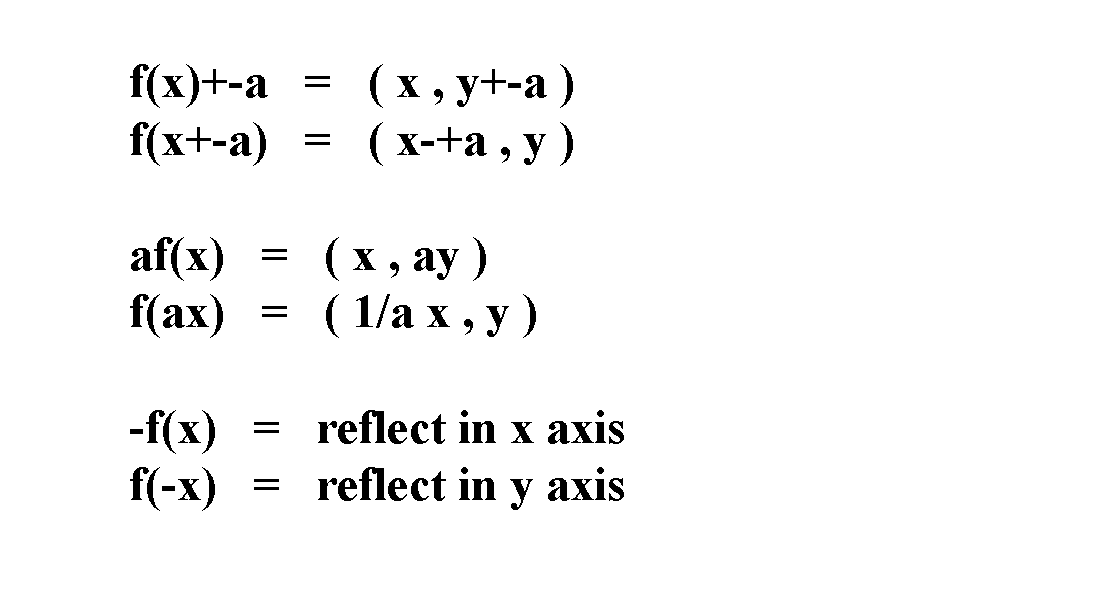 f(x)+-a = ( x , y+-a )
f(x+-a) = ( x-+a , y )
af(x) = ( x , ay )
f(ax) = ( 1/a x , y )
-f(x) = reflect in x axis
f(-x) = reflect in y axis